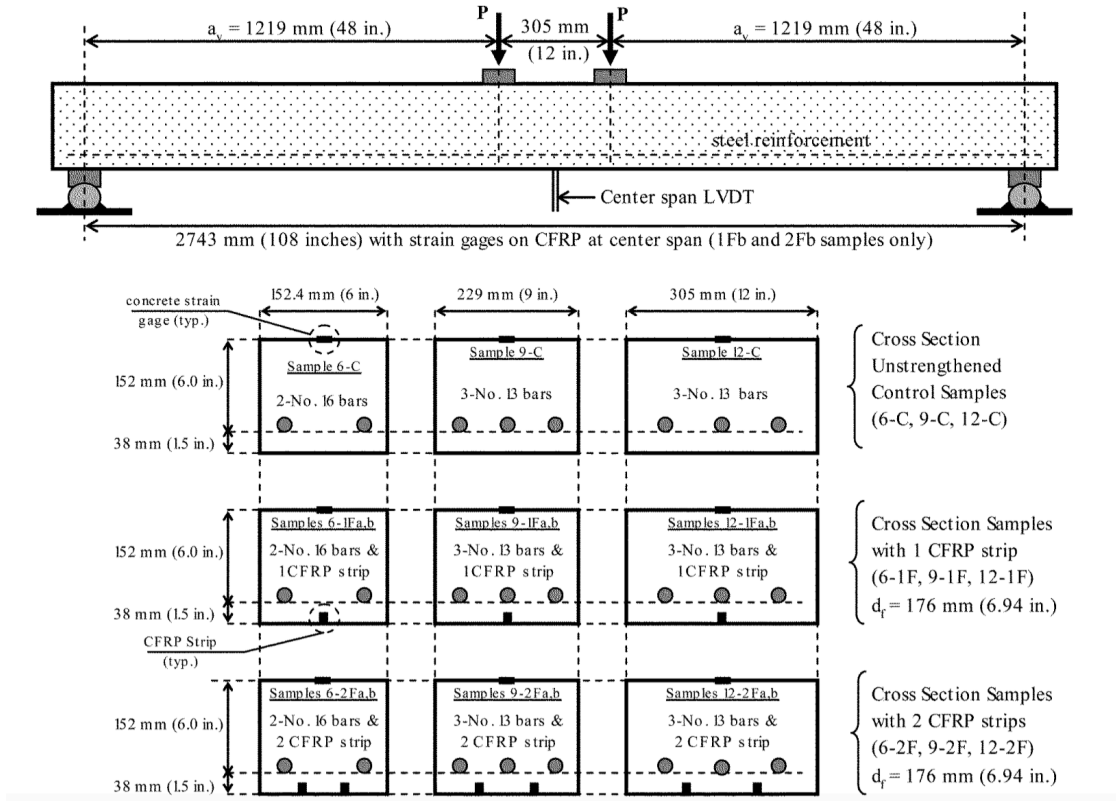 P
P
a_v = 1219 mm (48 in.)
305 mm
(12 in.)
a_v = 1219 mm (48 in.)
steel reinforcement
Center span LVDT
2743 mm (108 inches) with strain gages on CFRP at center span (1Fb and 2Fb samples only)
152.4 mm (6 in.)
229 mm (9 in.)
305 mm (12 in.)
concrete strain
gage (typ.)
152 mm (6.0 in.)
38 mm (1.5 in.)
Sample 6-C
2-No. 16 bars
Sample 9-C
3-No. 13 bars
Sample 12-C
3-No. 13 bars
Cross Section
Unstrengthened
Control Samples
(6-C, 9-C, 12-C)
152 mm (6.0 in.)
38 mm (1.5 in.)
Samples 6-1Fa,b
2-No. 16 bars &
1CFRP strip
Samples 9-1Fa,b
3-No. 13 bars &
1CFRP strip
Samples 12-1Fa,b
3-No. 13 bars &
1CFRP strip
Cross Section Samples
with 1 CFRP strip
(6-1F, 9-1F, 12-1F)
d_f = 176 mm (6.94 in.)
CFRP Strip
(typ.)
152 mm (6.0 in.)
38 mm (1.5 in.)
Samples 6-2Fa,b
2-No. 16 bars &
2 CFRP strip
Samples 9-2Fa,b
3-No. 13 bars &
2 CFRP strip
Samples 12-2Fa,b
3-No. 13 bars &
2 CFRP strip
Cross Section Samples
with 2 CFRP strips
(6-2F, 9-2F, 12-2F)
d_f = 176 mm (6.94 in.)